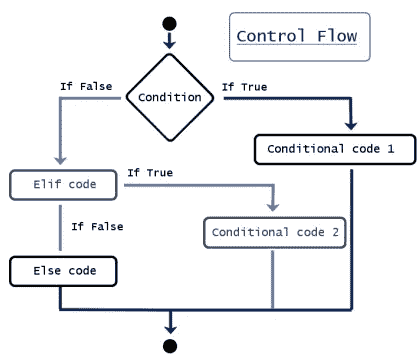 Control Flow
If False
Condition
If True
Conditional code 1
Elif code
If True
If False
Conditional code 2
Else code